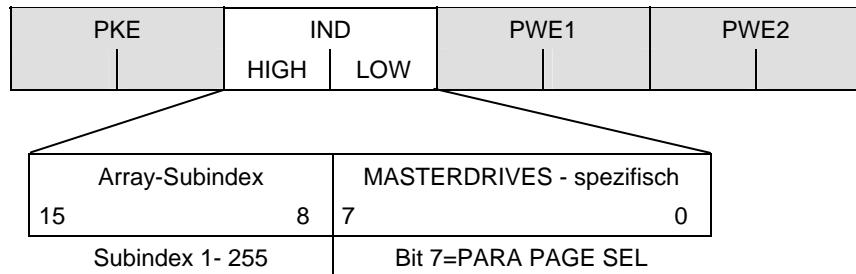 PKE IND PWE1 PWE2
HIGH LOW
Array-Subindex MASTERDRIVES - spezifisch
15 8 7 0
Subindex 1- 255 Bit 7=PARA PAGE SEL